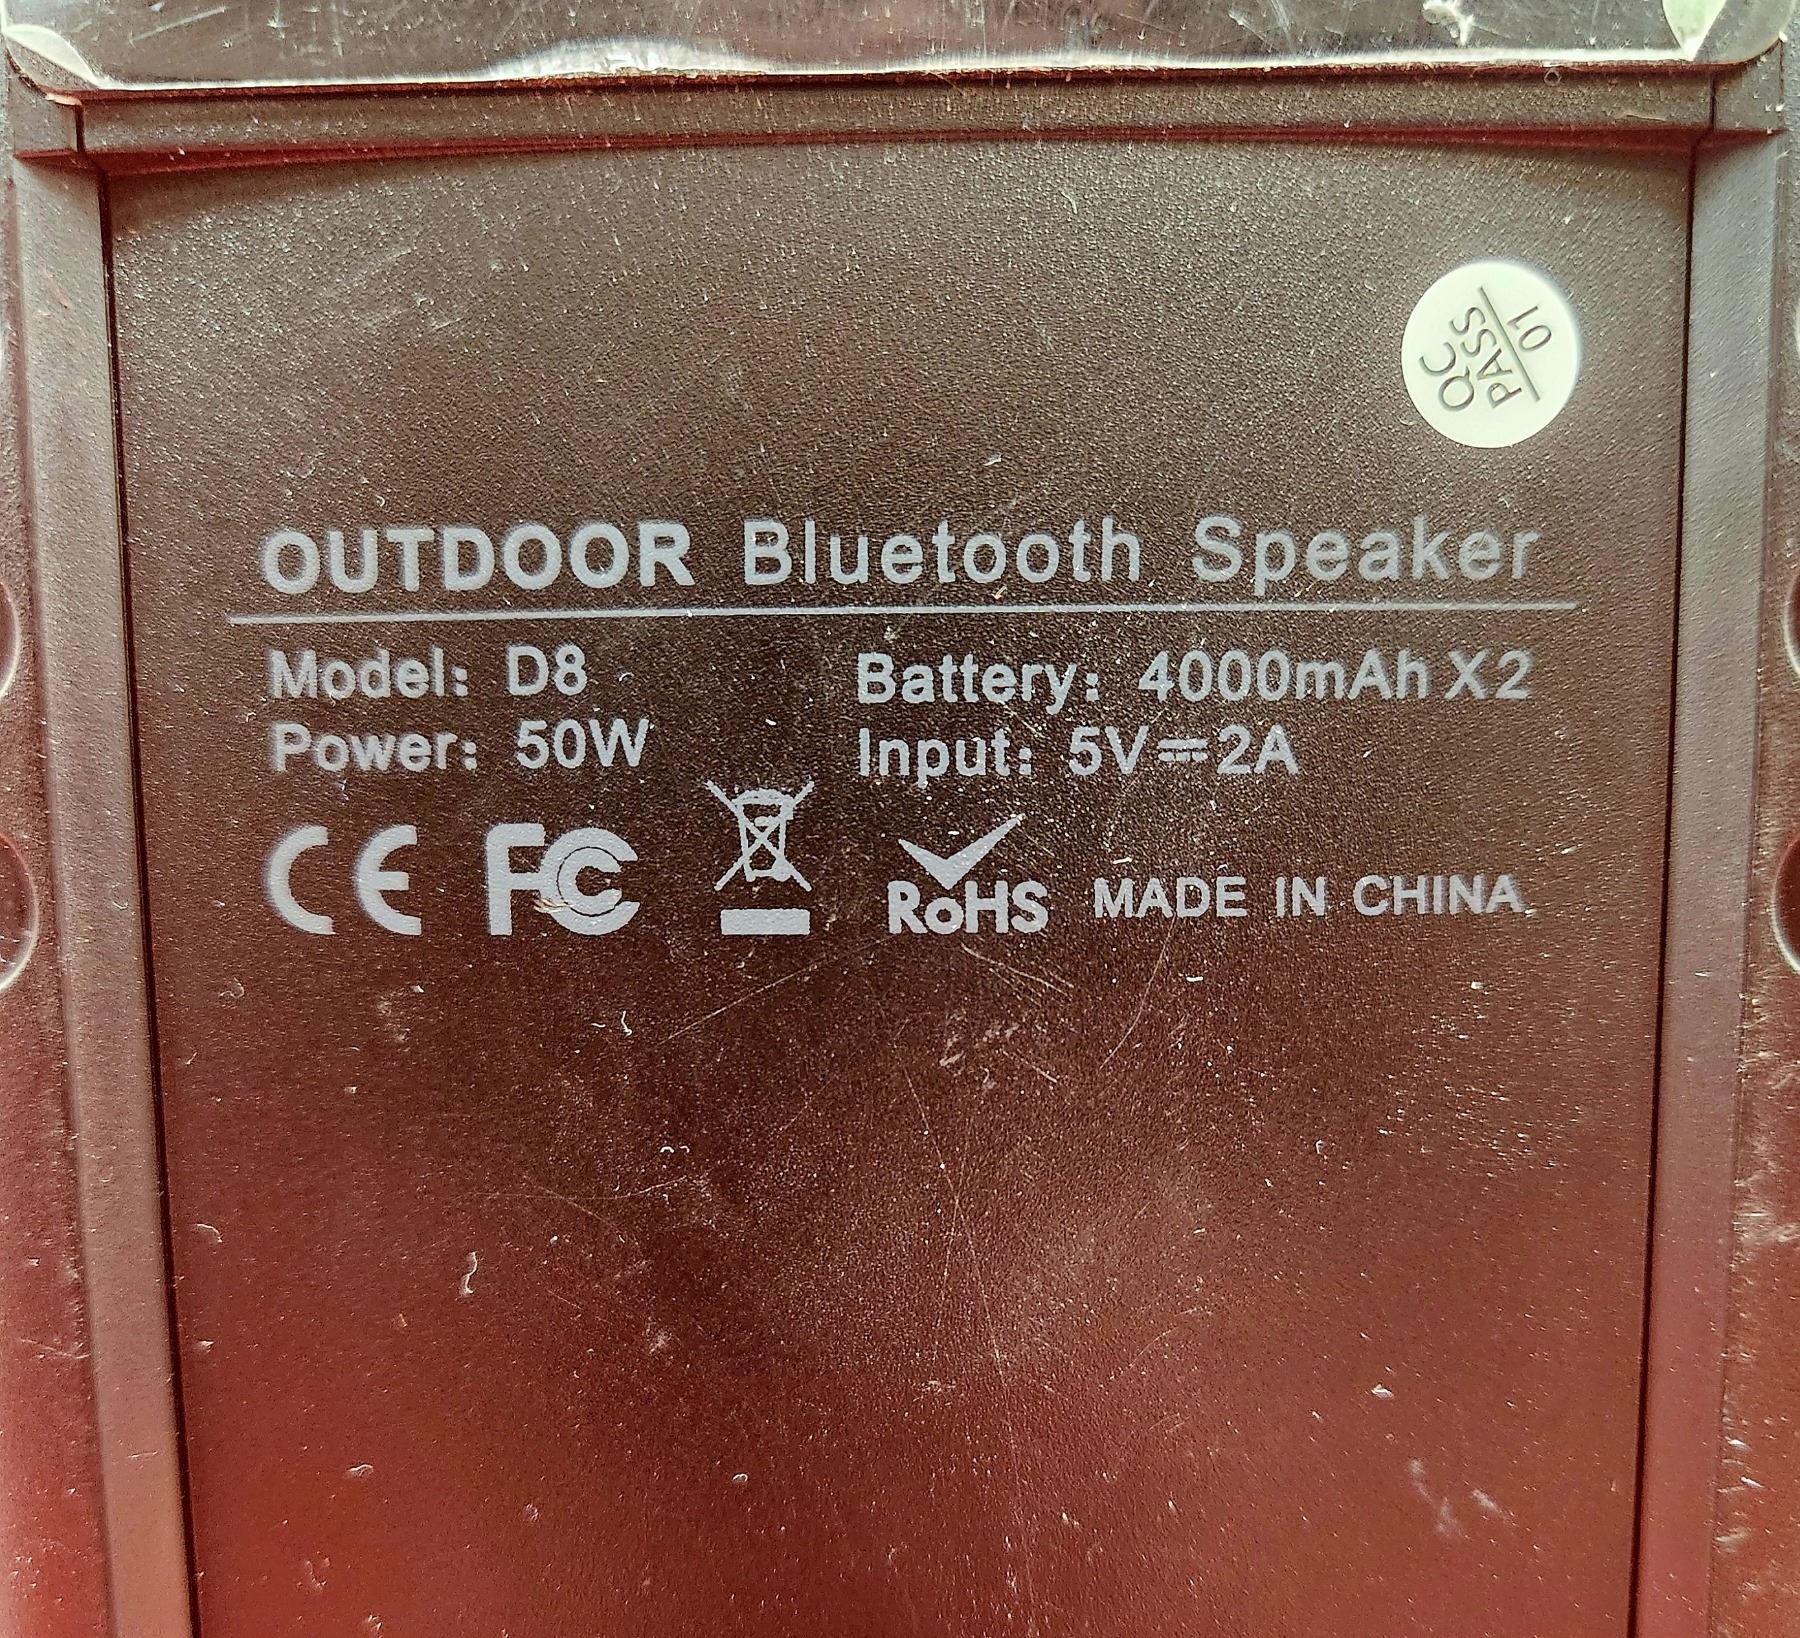 QC
PASS
01
OUTDOOR Bluetooth Speaker
Model: D8
Battery: 4000mAh X2
Power: 50W
Input: 5V⎓2A
CE FC RoHS MADE IN CHINA